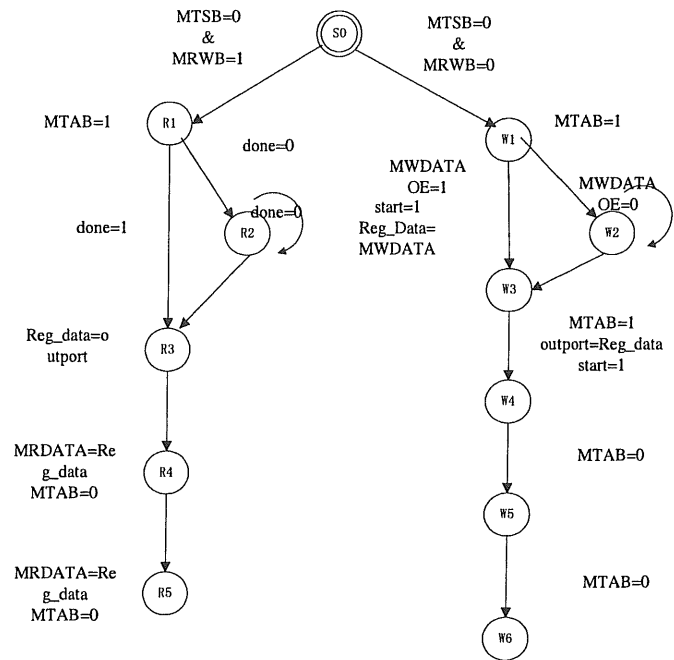 MTSB=0
&
MRWB=1
S0
MTSB=0
&
MRWB=0
MTAB=1
R1
done=0
W1
MTAB=1
MWDATA
OE=1
start=1
Reg_Data=
MWDATA
MWDATA
OE=0
done=1
done=0
R2
W2
W3
Reg_data=o
utport
R3
MTAB=1
outport=Reg_data
start=1
W4
MRDATA=Re
g_data
MTAB=0
R4
MTAB=0
W5
MRDATA=Re
g_data
MTAB=0
R5
MTAB=0
W6